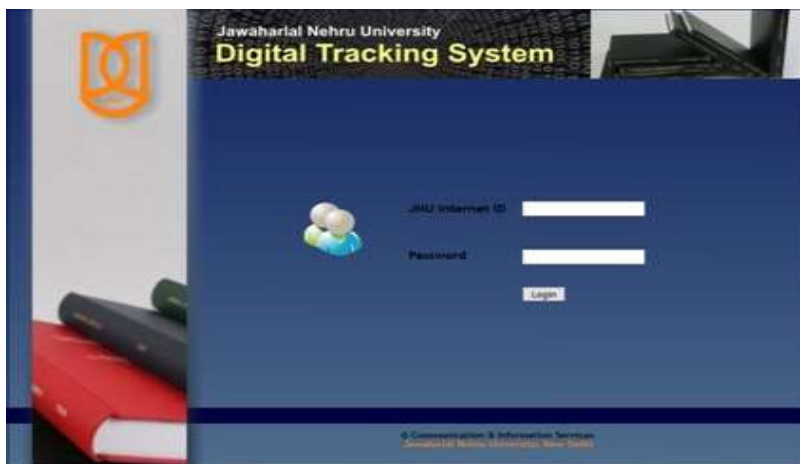 Jawaharlal Nehru University
Digital Tracking System
JNU Internet ID
Password
Login
© Communication & Information Services
Jawaharlal Nehru University, New Delhi